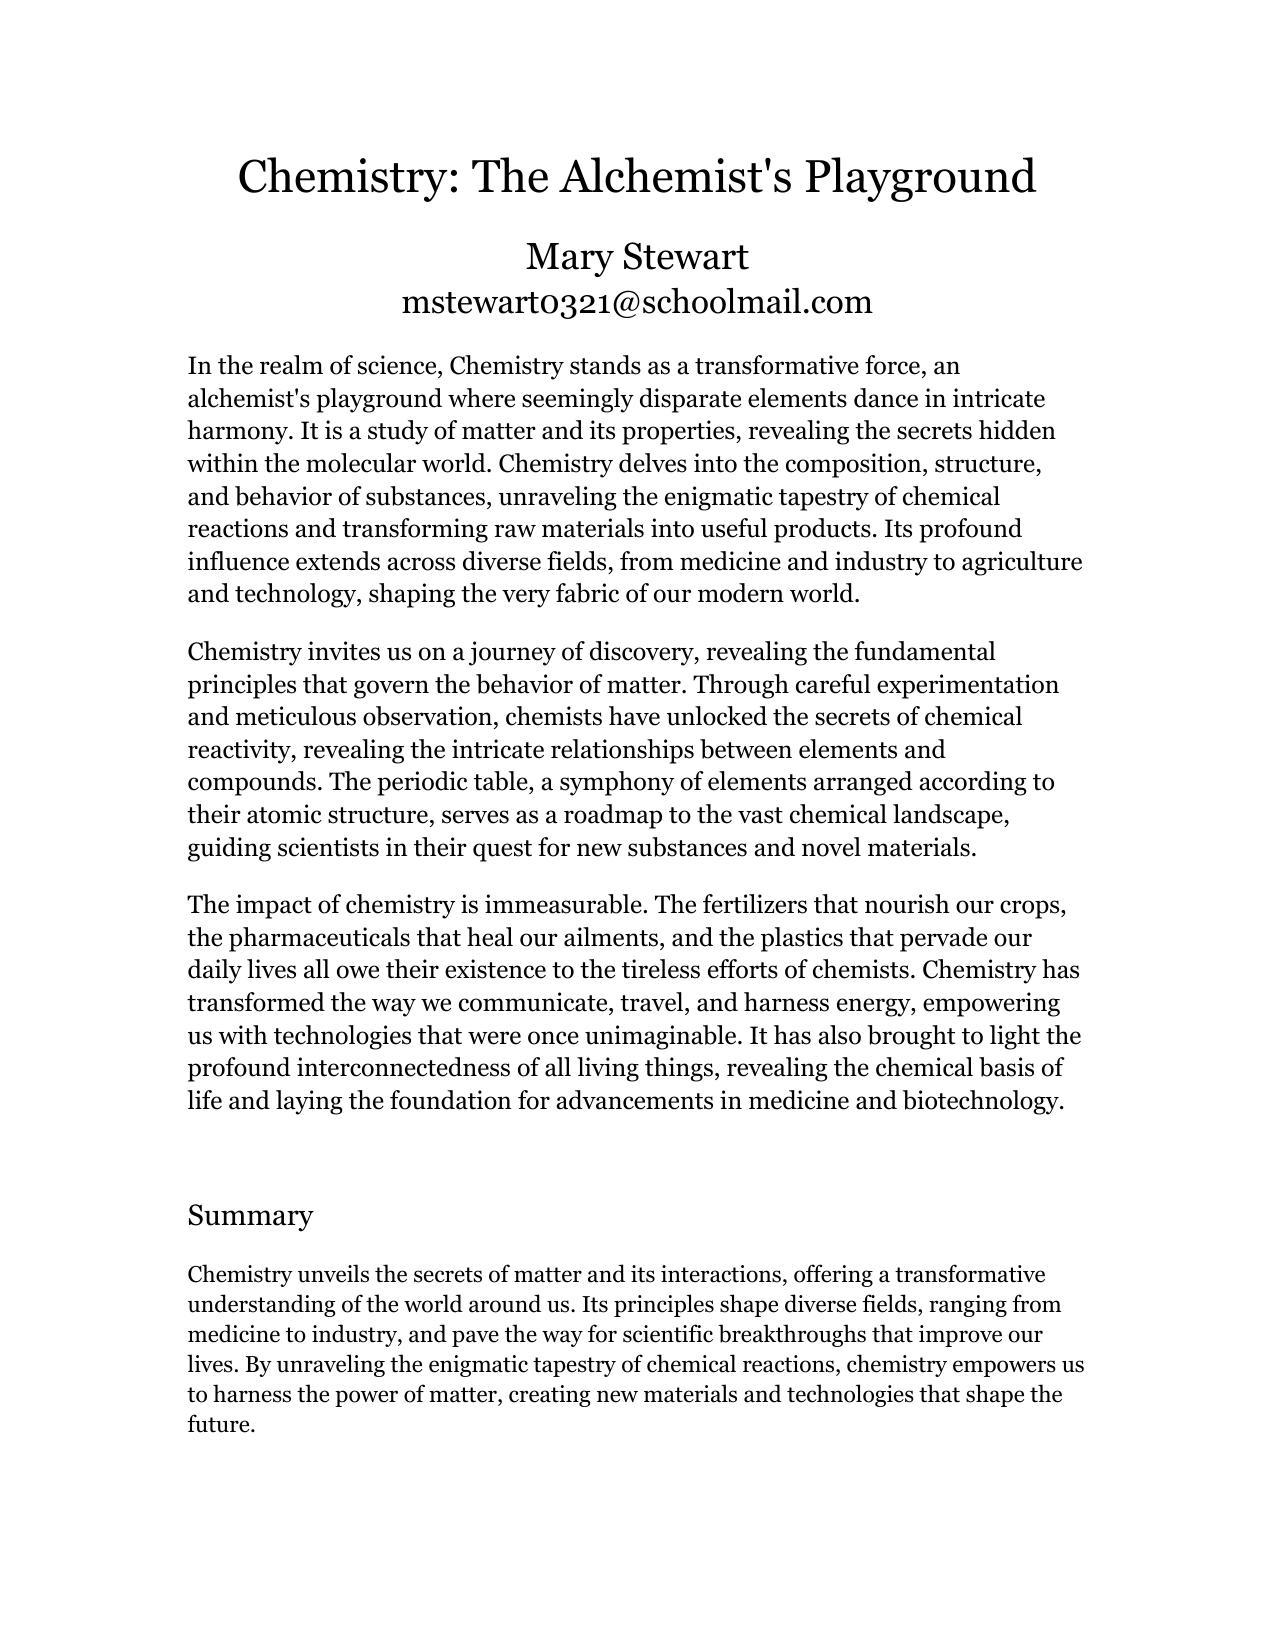 Chemistry: The Alchemist's Playground
Mary Stewart
mstewart0321@schoolmail.com
In the realm of science, Chemistry stands as a transformative force, an
alchemist's playground where seemingly disparate elements dance in intricate
harmony. It is a study of matter and its properties, revealing the secrets hidden
within the molecular world. Chemistry delves into the composition, structure,
and behavior of substances, unraveling the enigmatic tapestry of chemical
reactions and transforming raw materials into useful products. Its profound
influence extends across diverse fields, from medicine and industry to agriculture
and technology, shaping the very fabric of our modern world.
Chemistry invites us on a journey of discovery, revealing the fundamental
principles that govern the behavior of matter. Through careful experimentation
and meticulous observation, chemists have unlocked the secrets of chemical
reactivity, revealing the intricate relationships between elements and
compounds. The periodic table, a symphony of elements arranged according to
their atomic structure, serves as a roadmap to the vast chemical landscape,
guiding scientists in their quest for new substances and novel materials.
The impact of chemistry is immeasurable. The fertilizers that nourish our crops,
the pharmaceuticals that heal our ailments, and the plastics that pervade our
daily lives all owe their existence to the tireless efforts of chemists. Chemistry has
transformed the way we communicate, travel, and harness energy, empowering
us with technologies that were once unimaginable. It has also brought to light the
profound interconnectedness of all living things, revealing the chemical basis of
life and laying the foundation for advancements in medicine and biotechnology.
Summary
Chemistry unveils the secrets of matter and its interactions, offering a transformative
understanding of the world around us. Its principles shape diverse fields, ranging from
medicine to industry, and pave the way for scientific breakthroughs that improve our
lives. By unraveling the enigmatic tapestry of chemical reactions, chemistry empowers us
to harness the power of matter, creating new materials and technologies that shape the
future.